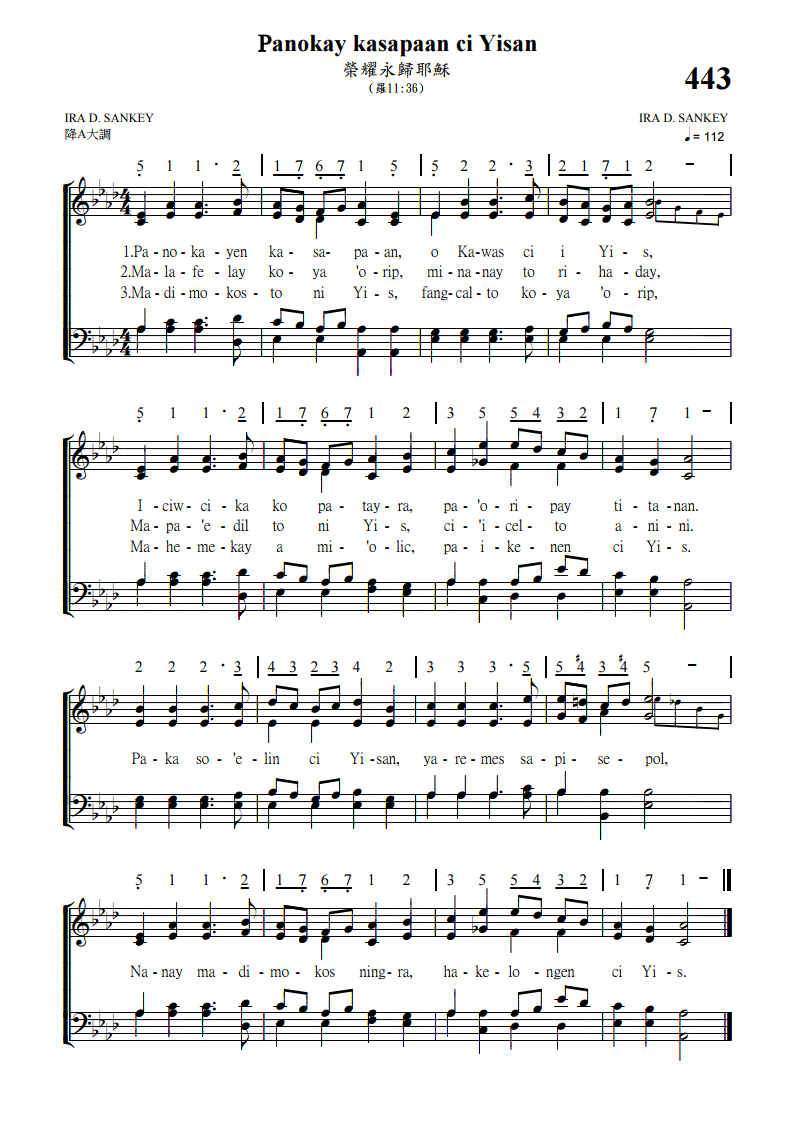 Panokay kasapaan ci Yisan
榮耀永歸耶穌
(羅11:36)
443
IRA D. SANKEY IRA D. SANKEY
降A大調 = 112
5 1 1 · 2 | 1 7 6 7 1 5 | 5 2 2 · 3 | 2 1 7 1 2 – |
1.Pa-no-ka-yen ka-sa-pa-an, o Ka-was ci i Yi-s,
2.Ma-la-fe-lay ko-ya 'o-rip, mi-na-nay to ri-ha-day,
3.Ma-di-mo-kos-to ni Yi-s, fang-cal-to ko-ya 'o-rip,
5 1 1 · 2 | 1 7 6 7 1 2 | 3 5 5 4 3 2 | 1 7 1 – |
I-ciw-ci-ka ko pa-tay-ra, pa-'o-ri-pay ti-ta-nan.
Ma-pa-'e-dil to ni Yi-s, ci-'i-cel-to a-ni-ni.
Ma-he-me-kay a mi-'o-lic, pa-i-ke-nen ci Yi-s.
2 2 2 · 3 | 4 3 2 3 4 2 | 3 3 3 · 5 | 5 #4 3 #4 5 – |
Pa-ka so-'e-lin ci Yi-san, ya-re-mes sa-pi-se-pol,
5 1 1 · 2 | 1 7 6 7 1 2 | 3 5 5 4 3 2 | 1 7 1 – ‖
Na-nay ma-di-mo-kos ning-ra, ha-ke-lo-ngen ci Yi-s.